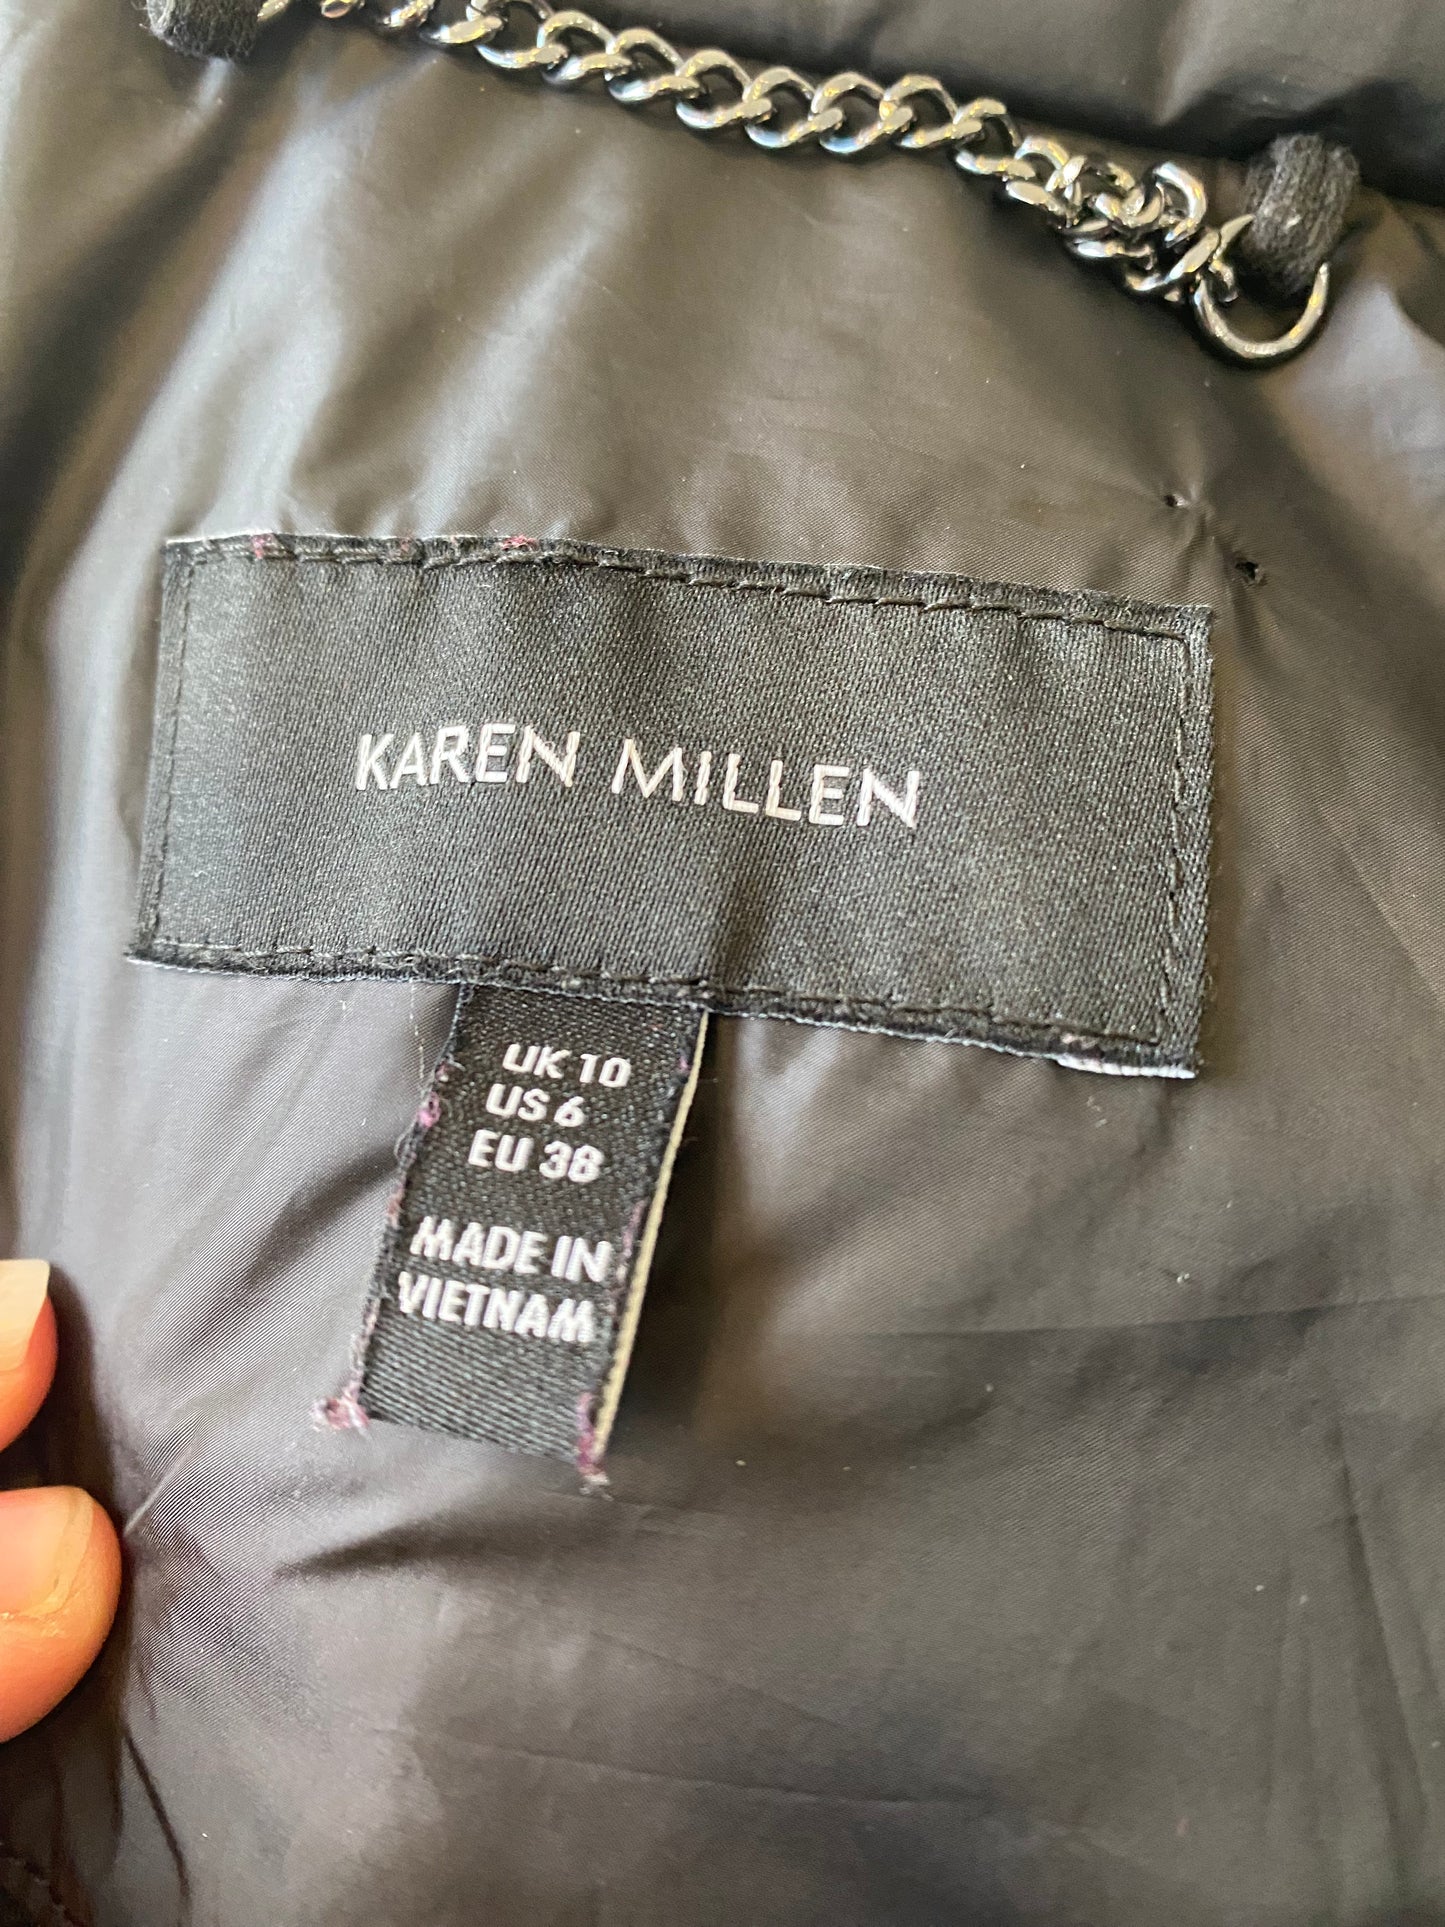 KAREN MILLEN
UK 10
US 6
EU 38
MADE IN
VIETNAM